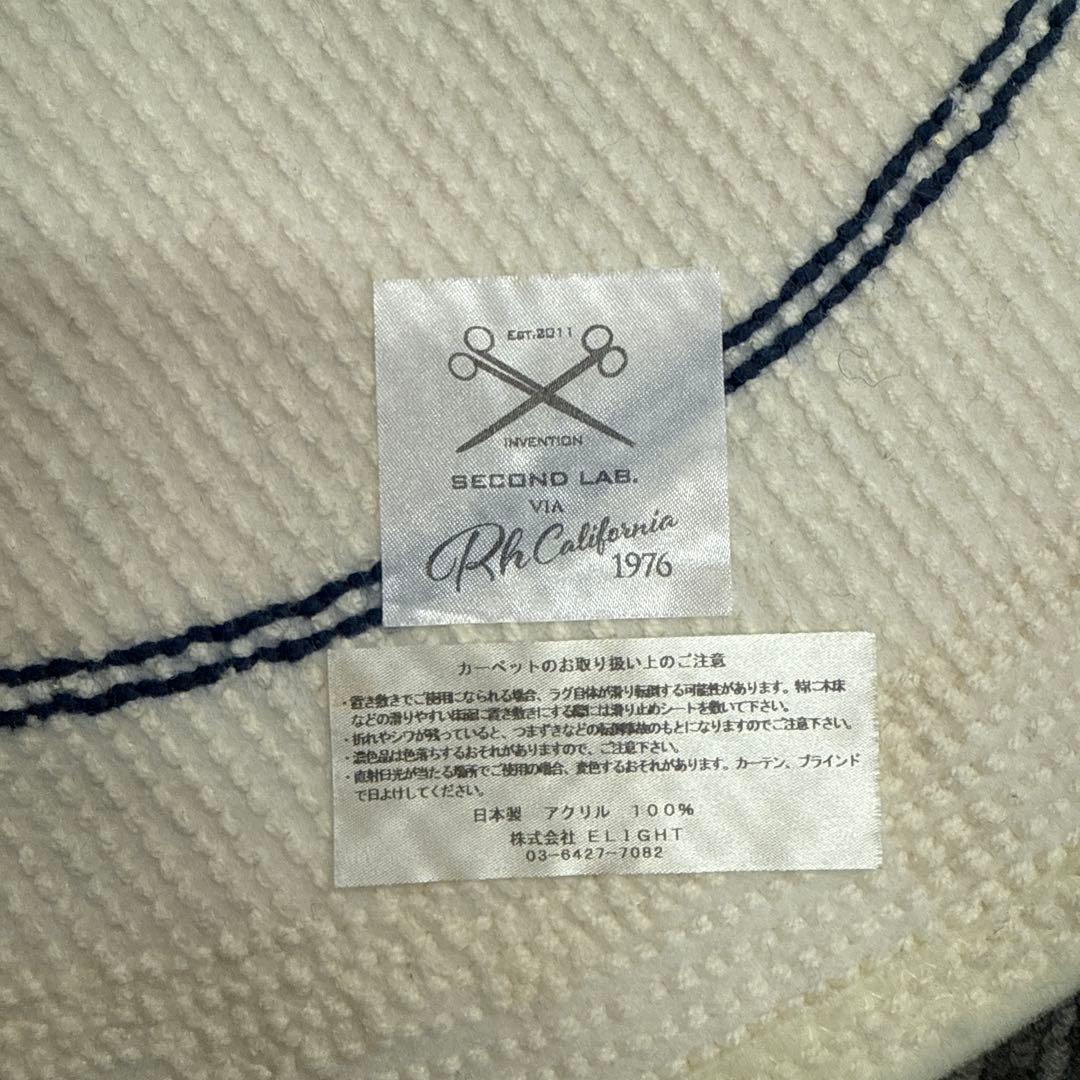 EST.2011
INVENTION
SECOND LAB.
VIA
Rh California
1976
カーペットのお取り扱い上のご注意
・置き敷きでご使用になられる場合、ラグ自体が滑り転倒する可能性があります。特に木床
などの滑りやすい床面に置き敷きにする際には滑り止めシートを敷いて下さい。
・折れやシワが残っていると、つまずきなどの転倒事故のもとになりますのでご注意下さい。
・濃色品は色落ちするおそれがありますので、ご注意下さい。
・直射日光が当たる場所でご使用の場合、変色するおそれがあります。カーテン、ブラインド
で日よけしてください。
日本製 アクリル 100%
株式会社 ELIGHT
03-6427-7082